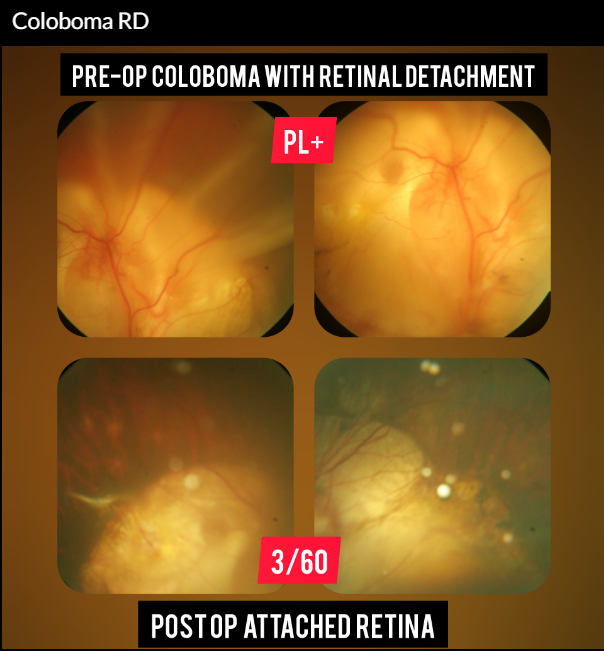 Coloboma RD
PRE-OP COLOBOMA WITH RETINAL DETACHMENT
PL+
3/60
POST OP ATTACHED RETINA